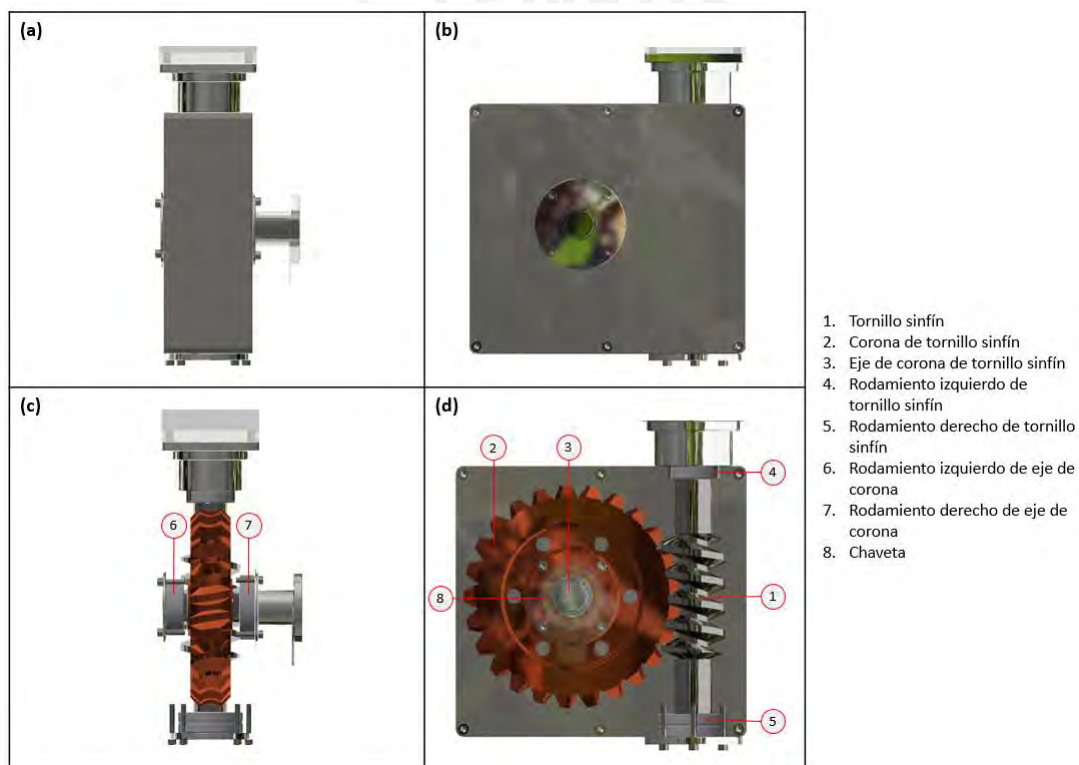 (a)
(b)
(c)
(d)
6
7
2
3
4
8
1
5
1. Tornillo sinfín
2. Corona de tornillo sinfín
3. Eje de corona de tornillo sinfín
4. Rodamiento izquierdo de
tornillo sinfín
5. Rodamiento derecho de tornillo
sinfín
6. Rodamiento izquierdo de eje de
corona
7. Rodamiento derecho de eje de
corona
8. Chaveta